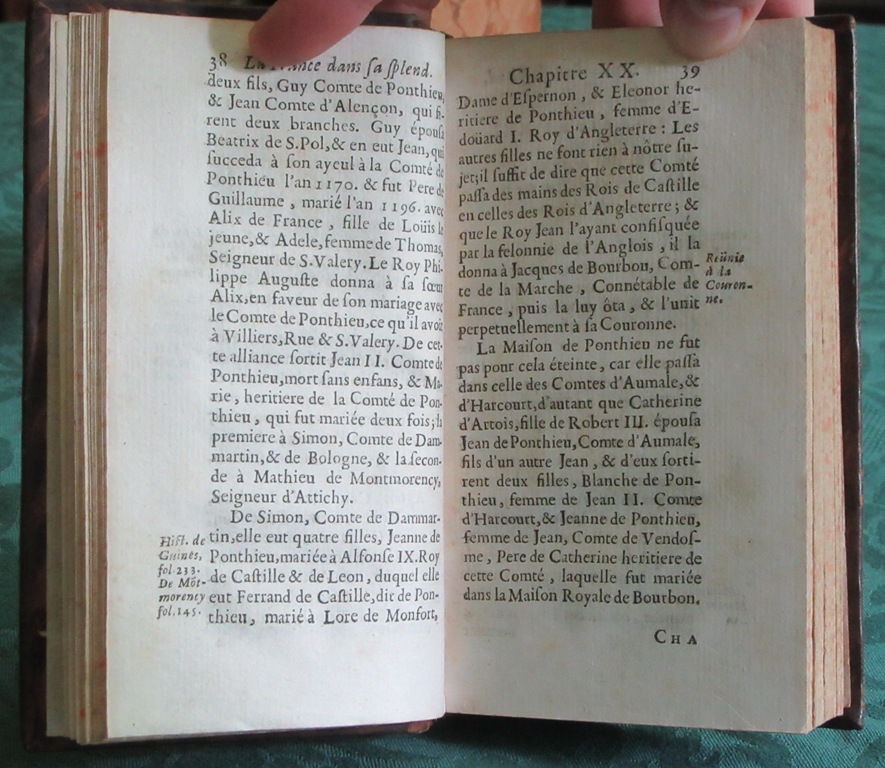 38 La France dans ſa ſplend.
deux fils, Guy Comte de Ponthieu,
& Jean Comte d'Alençon, qui fi-
rent deux branches. Guy épouſa
Beatrix de S. Pol, & en eut Jean, qui
ſucceda à ſon ayeul à la Comté de
Ponthieu l'an 1170. & fut Pere de
Guillaume, marié l'an 1196. avec
Alix de France, fille de Loüis le
jeune, & Adele, femme de Thomas,
Seigneur de S. Valery. Le Roy Phi-
lippe Auguſte donna à ſa ſœur
Alix, en faveur de ſon mariage avec
le Comte de Ponthieu, ce qu'il avoit
à Villiers, Rue & S. Valery. De cet-
te alliance ſortit Jean II. Comte de
Ponthieu, mort ſans enfans, & Ma-
rie, heritiere de la Comté de Pon-
thieu, qui fut mariée deux fois; la
premiere à Simon, Comte de Dam-
martin, & de Bologne, & la ſecon-
de à Mathieu de Montmorency,
Seigneur d'Attichy.
De Simon, Comte de Dammar-
tin, elle eut quatre filles, Jeanne de
Ponthieu, mariée à Alfonſe IX. Roy
de Caſtille & de Leon, duquel elle
eut Ferrand de Caſtille, dit de Pon-
thieu, marié à Lore de Monfort,
Hiſt. de
Guines,
fol. 233.
De Mõt-
morency
fol. 145.
Chapitre XX. 39
Dame d'Eſpernon, & Eleonor he-
ritiere de Ponthieu, femme d'E-
doüard I. Roy d'Angleterre : Les
autres filles ne font rien à nôtre ſu-
jet; il ſuffit de dire que cette Comté
paſſa des mains des Rois de Caſtille
en celles des Rois d'Angleterre; &
que le Roy Jean l'ayant confiſquée
par la felonnie de l'Anglois, il la
donna à Jacques de Bourbon, Com-
te de la Marche, Connétable de
France, puis la luy ôta, & l'unit
perpetuellement à ſa Couronne.
Reünie
à la
Couron-
ne.
La Maiſon de Ponthieu ne fut
pas pour cela éteinte, car elle paſſa
dans celle des Comtes d'Aumale, &
d'Harcourt, d'autant que Catherine
d'Artois, fille de Robert III. épouſa
Jean de Ponthieu, Comte d'Aumale,
fils d'un autre Jean, & d'eux ſorti-
rent deux filles, Blanche de Pon-
thieu, femme de Jean II. Comte
d'Harcourt, & Jeanne de Ponthieu,
femme de Jean, Comte de Vendoſ-
me, Pere de Catherine heritiere de
cette Comté, laquelle fut mariée
dans la Maiſon Royale de Bourbon.
CHA